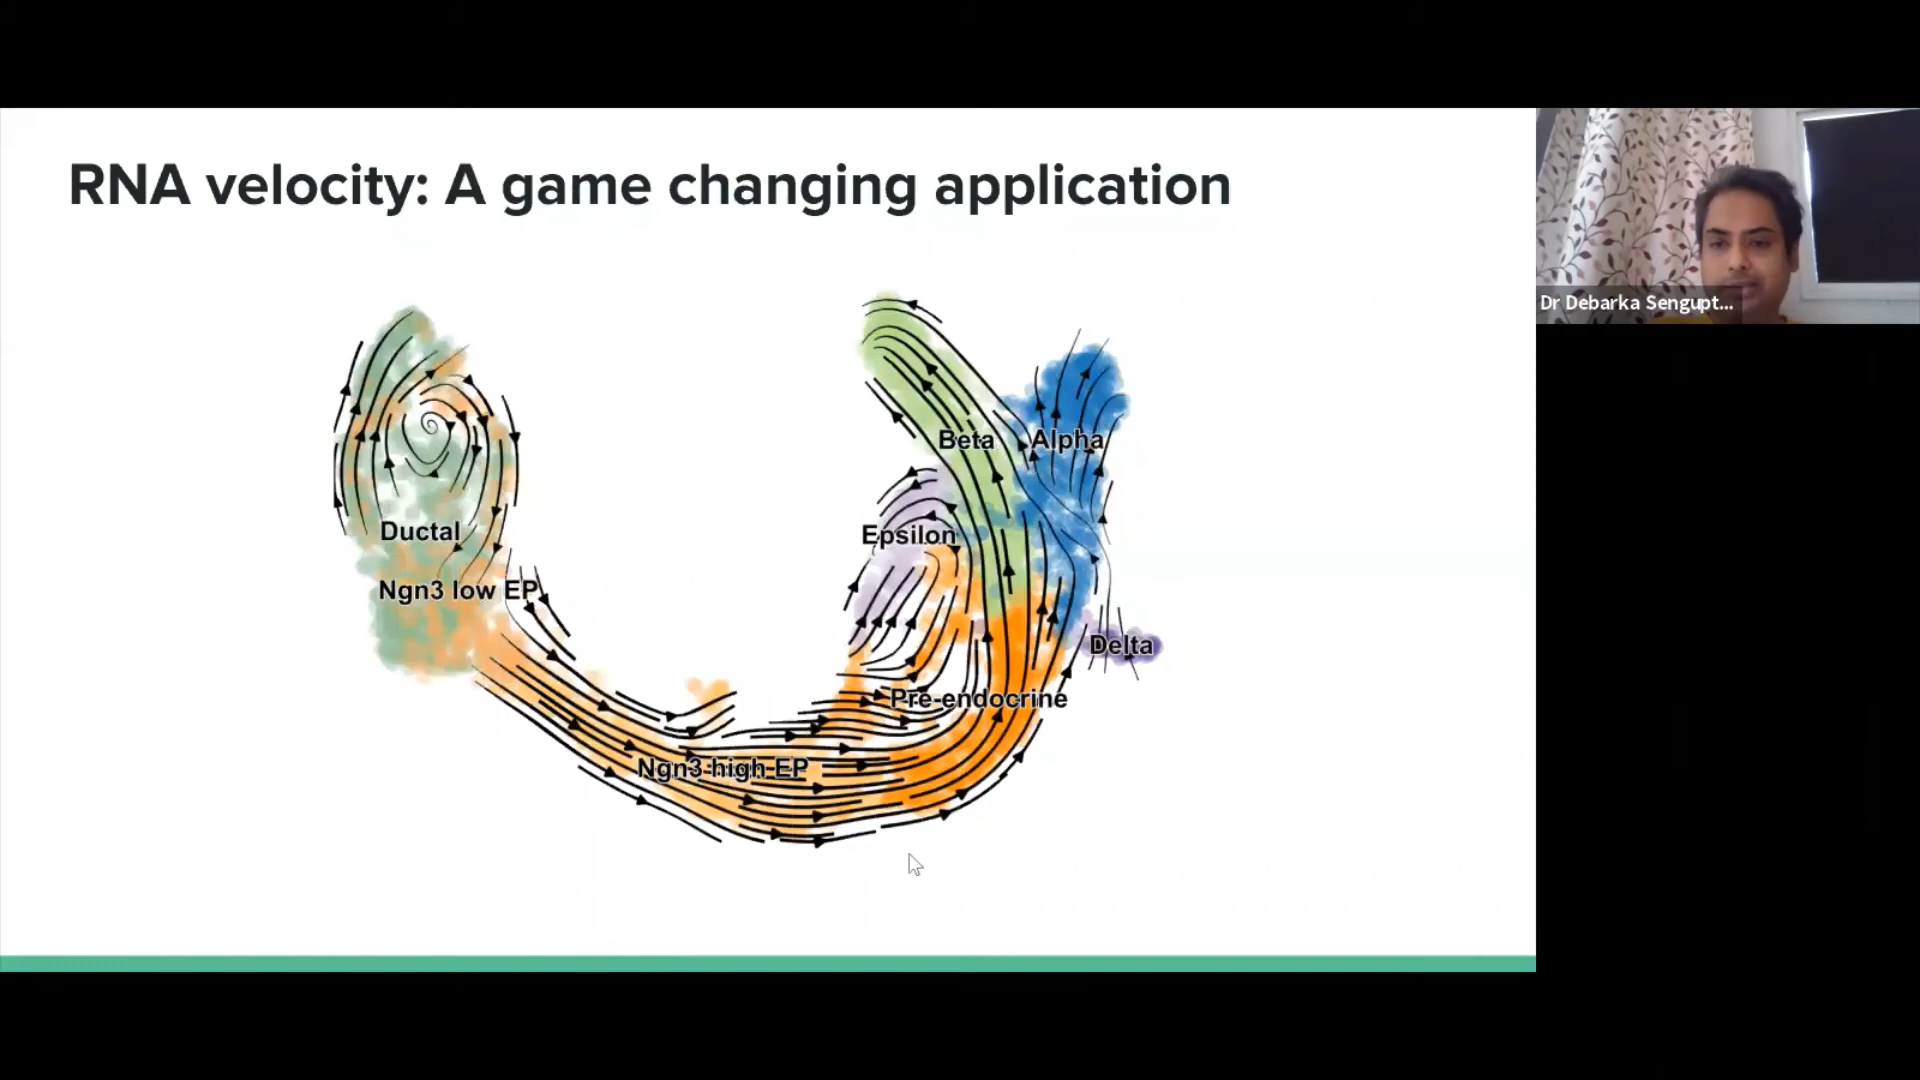 RNA velocity: A game changing application
Dr Debarka Sengupt...
Beta
Alpha
Ductal
Epsilon
Ngn3 low EP
Delta
Pre-endocrine
Ngn3 high EP